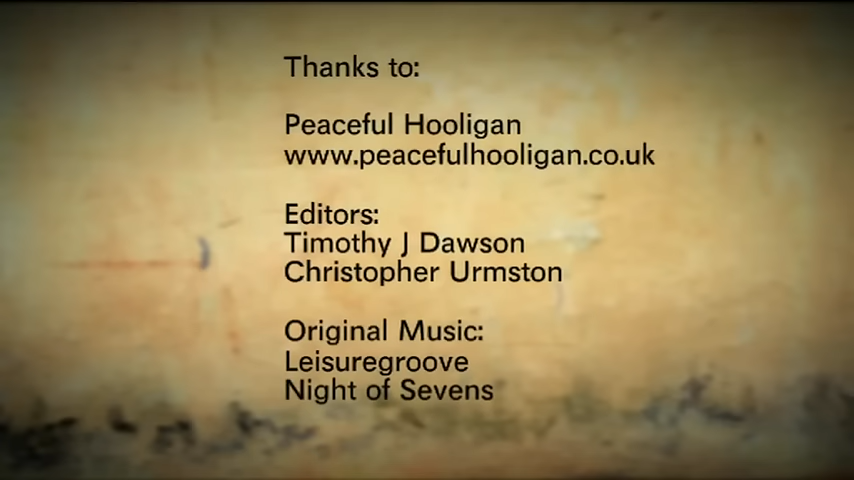 Thanks to:
Peaceful Hooligan
www.peacefulhooligan.co.uk
Editors:
Timothy J Dawson
Christopher Urmston
Original Music:
Leisuregroove
Night of Sevens